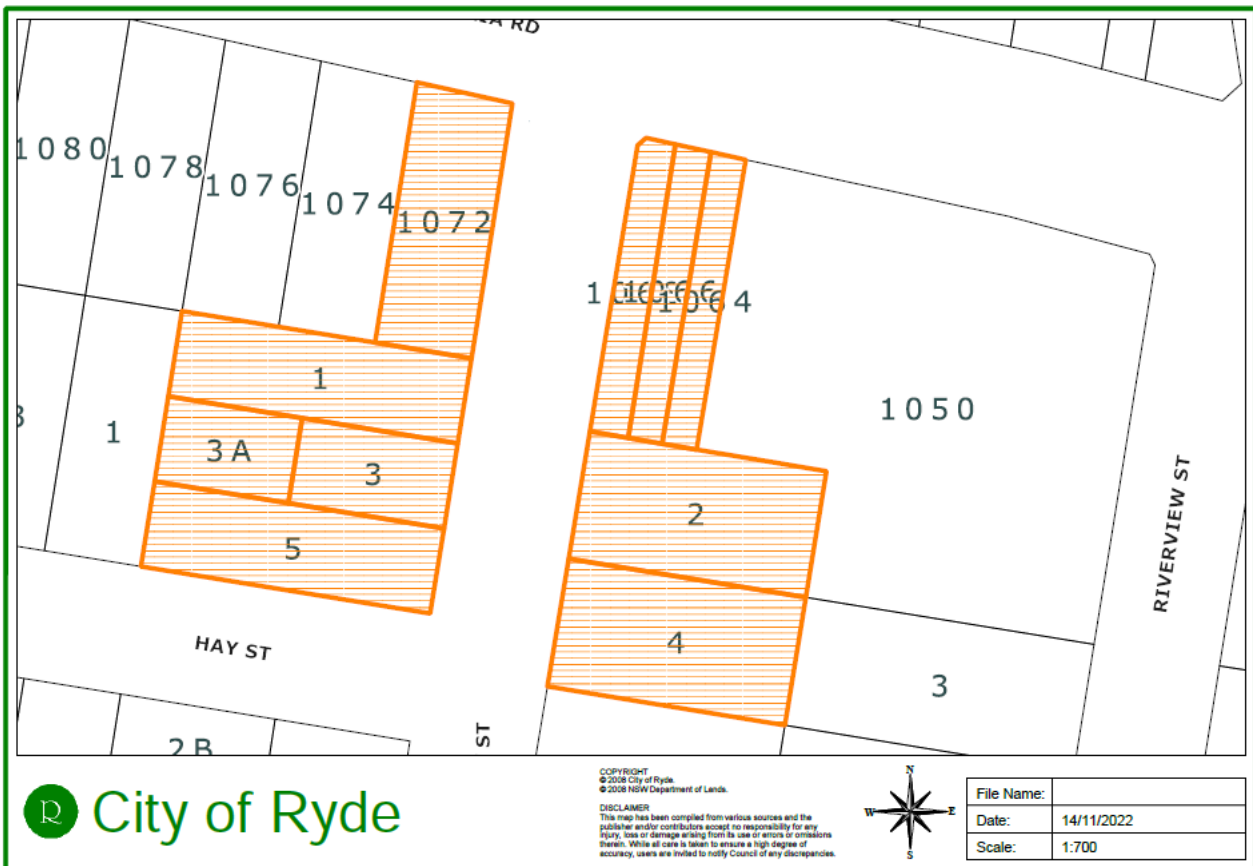 RD
1080
1078
1076
1074
1072
1064
1050
1
1
3A
3
5
2
4
3
2B
HAY ST
ST
RIVERVIEW ST
City of Ryde
COPYRIGHT
© 2008 City of Ryde.
© 2008 NSW Department of Lands.
DISCLAIMER
This map has been compiled from various sources and the
publisher and/or contributors accept no responsibility for any
injury, loss or damage arising from its use or errors or omissions
therein. While all care is taken to ensure a high degree of
accuracy, users are invited to notify Council of any discrepancies.
N
W E
S
File Name:
Date: 14/11/2022
Scale: 1:700